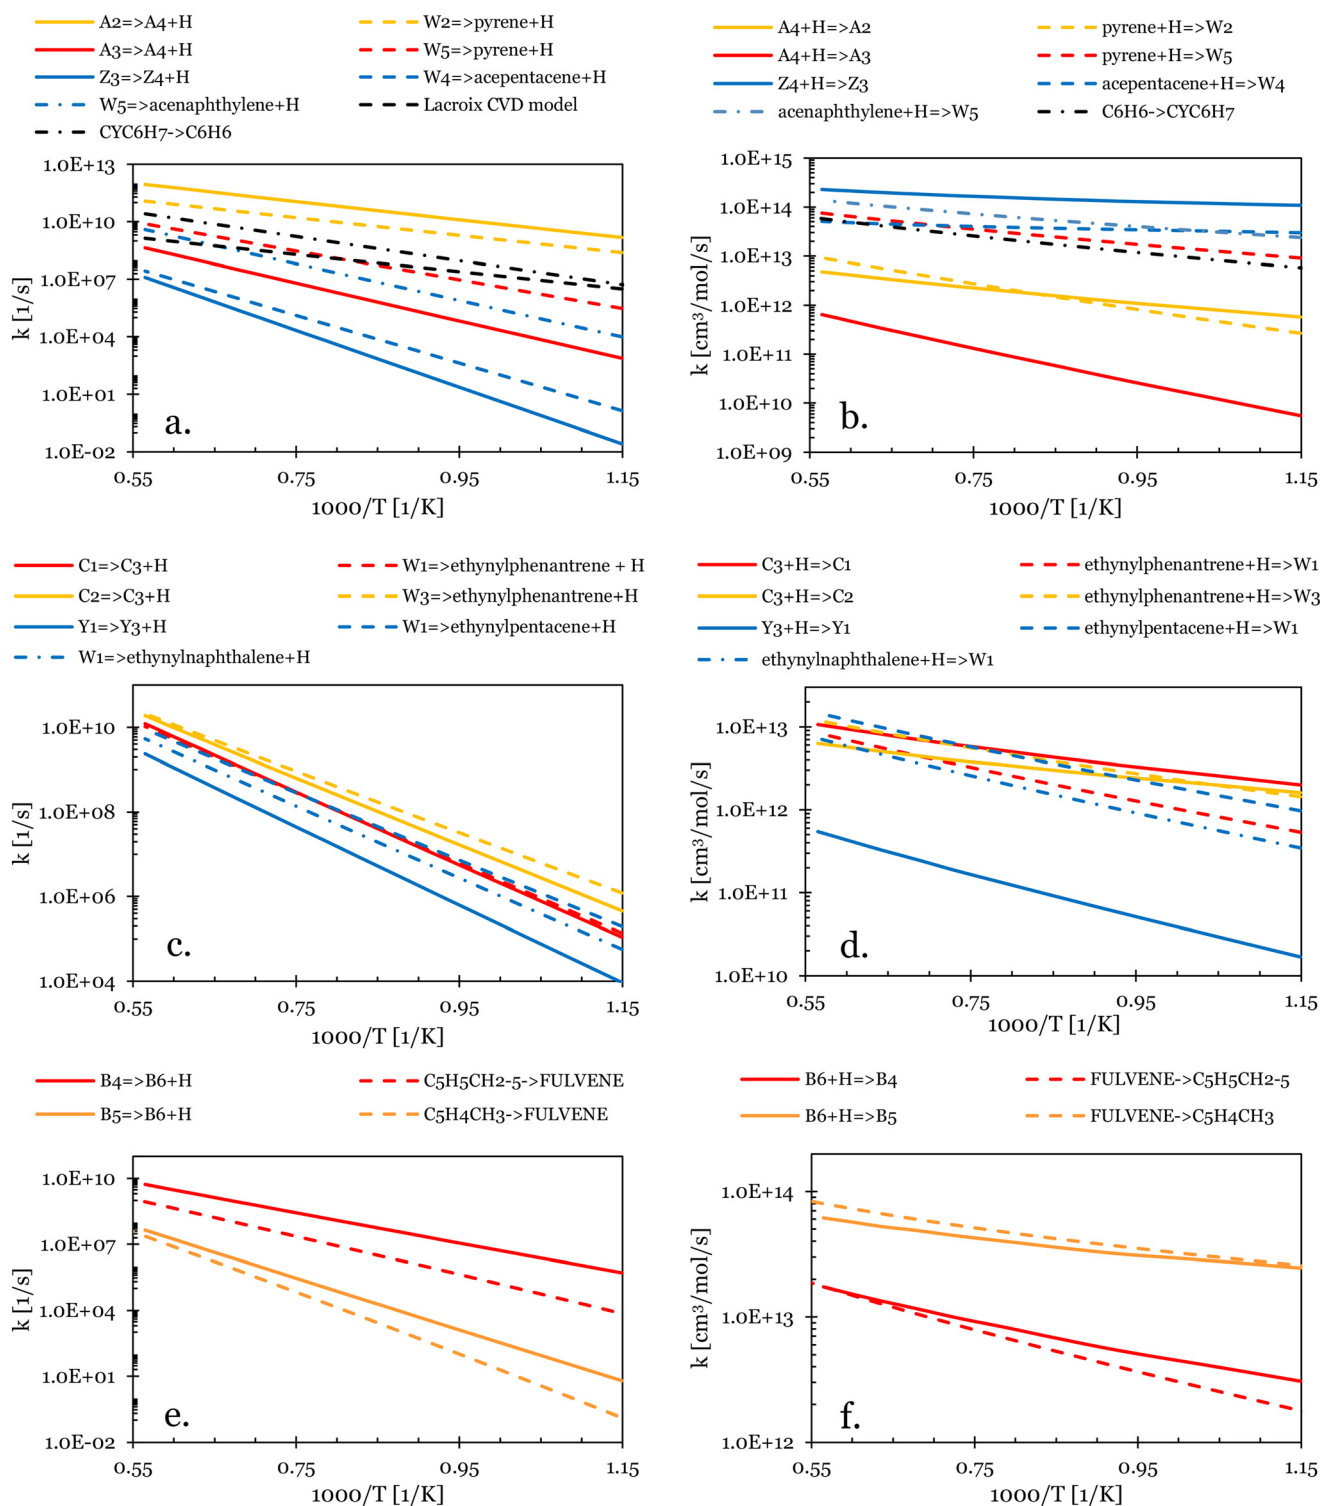 A2=>A4+H
W2=>pyrene+H
A3=>A4+H
W5=>pyrene+H
Z3=>Z4+H
W4=>acepentacene+H
W5=>acenaphthylene+H
Lacroix CVD model
CYC6H7->C6H6
1.0E+13
1.0E+10
1.0E+07
1.0E+04
1.0E+01
1.0E-02
k [1/s]
a.
0.55
0.75
0.95
1.15
1000/T [1/K]
A4+H=>A2
pyrene+H=>W2
A4+H=>A3
pyrene+H=>W5
Z4+H=>Z3
acepentacene+H=>W4
acenaphthylene+H=>W5
C6H6->CYC6H7
1.0E+15
1.0E+14
1.0E+13
1.0E+12
1.0E+11
1.0E+10
1.0E+09
k [cm³/mol/s]
b.
0.55
0.75
0.95
1.15
1000/T [1/K]
C1=>C3+H
W1=>ethynylphenantrene + H
C2=>C3+H
W3=>ethynylphenantrene+H
Y1=>Y3+H
W1=>ethynylpentacene+H
W1=>ethynylnaphthalene+H
1.0E+10
1.0E+08
1.0E+06
1.0E+04
k [1/s]
c.
0.55
0.75
0.95
1.15
1000/T [1/K]
C3+H=>C1
ethynylphenantrene+H=>W1
C3+H=>C2
ethynylphenantrene+H=>W3
Y3+H=>Y1
ethynylpentacene+H=>W1
ethynylnaphthalene+H=>W1
1.0E+13
1.0E+12
1.0E+11
1.0E+10
k [cm³/mol/s]
d.
0.55
0.75
0.95
1.15
1000/T [1/K]
B4=>B6+H
C5H5CH2-5->FULVENE
B5=>B6+H
C5H4CH3->FULVENE
1.0E+10
1.0E+07
1.0E+04
1.0E+01
1.0E-02
k [1/s]
e.
0.55
0.75
0.95
1.15
1000/T [1/K]
B6+H=>B4
FULVENE->C5H5CH2-5
B6+H=>B5
FULVENE->C5H4CH3
1.0E+14
1.0E+13
1.0E+12
k [cm³/mol/s]
f.
0.55
0.75
0.95
1.15
1000/T [1/K]